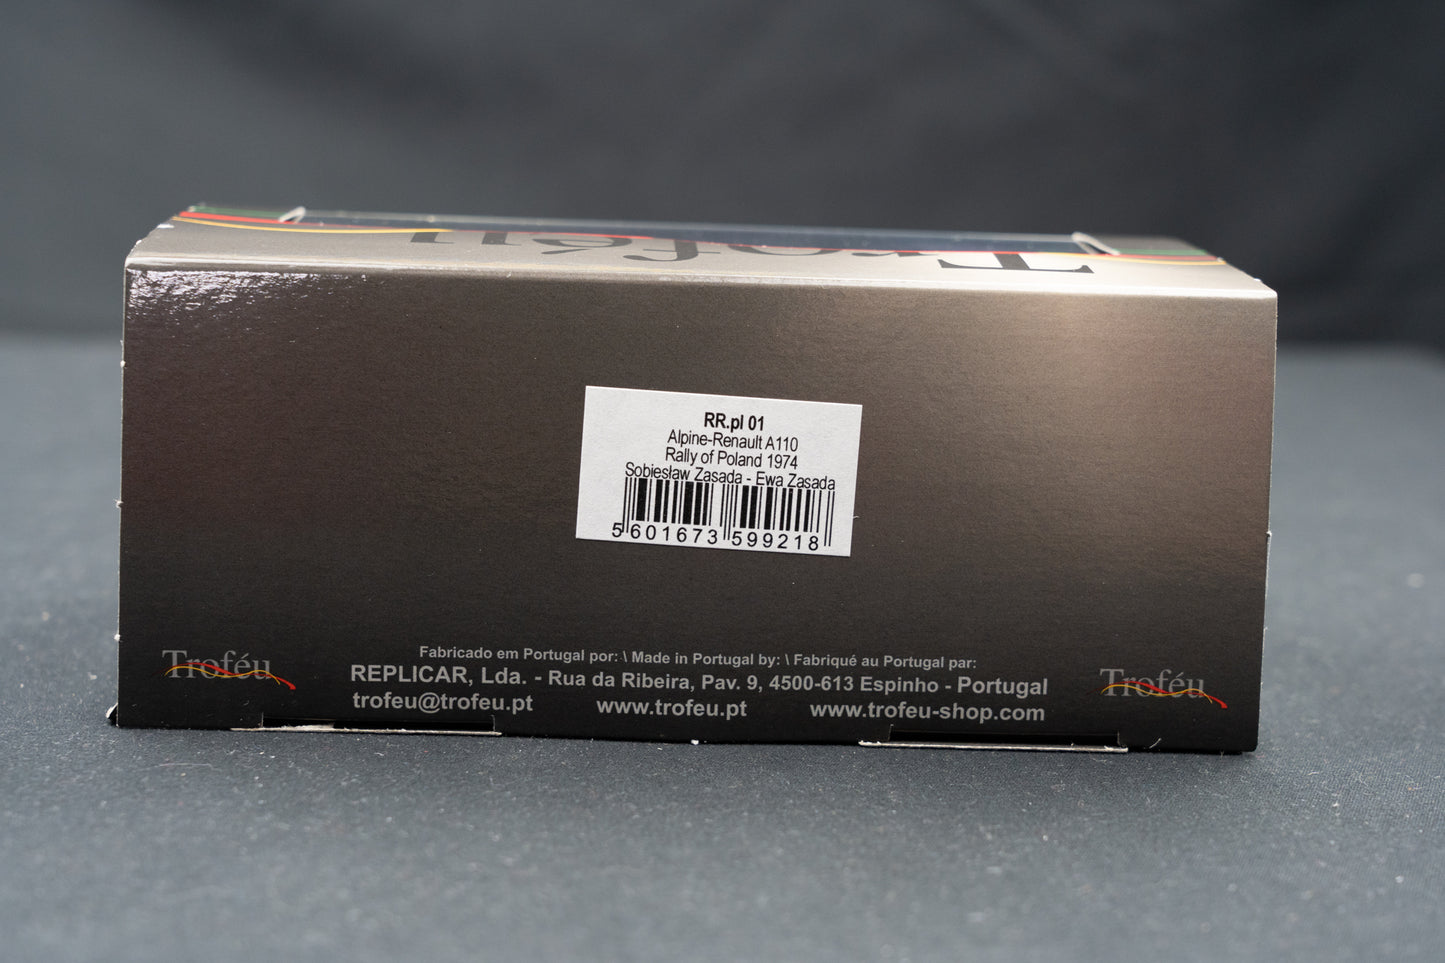 Troféu
RR.pl 01
Alpine-Renault A110
Rally of Poland 1974
Sobiesław Zasada - Ewa Zasada
5 601673 599218
Troféu
Fabricado em Portugal por: \ Made in Portugal by: \ Fabriqué au Portugal par:
REPLICAR, Lda. - Rua da Ribeira, Pav. 9, 4500-613 Espinho - Portugal
trofeu@trofeu.pt www.trofeu.pt www.trofeu-shop.com
Troféu